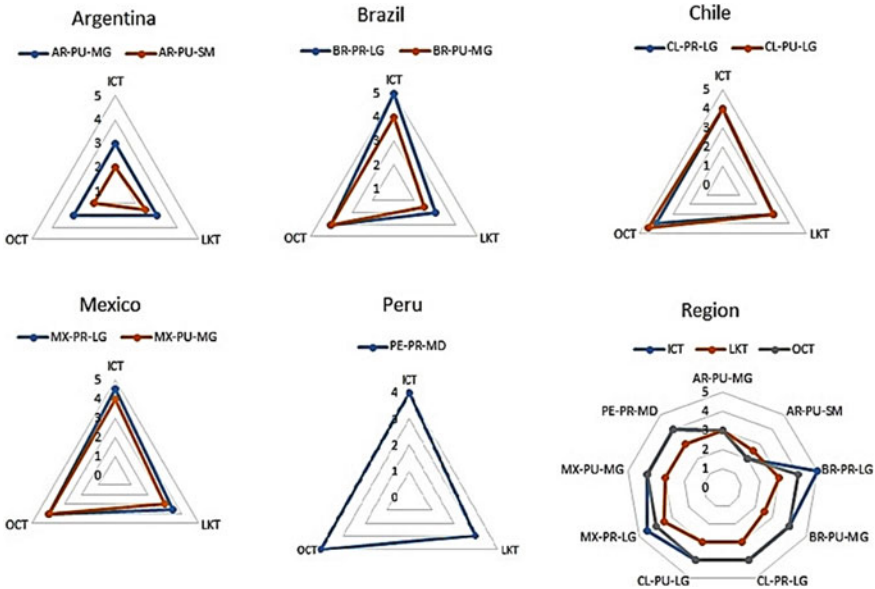 Argentina
AR-PU-MG AR-PU-SM
ICT
5
4
3
2
1
OCT LKT
Brazil
BR-PR-LG BR-PU-MG
ICT
5
4
3
2
1
OCT LKT
Chile
CL-PR-LG CL-PU-LG
ICT
5
4
3
2
1
0
OCT LKT
Mexico
MX-PR-LG MX-PU-MG
ICT
5
4
3
2
1
0
OCT LKT
Peru
PE-PR-MD
ICT
4
3
2
1
0
OCT LKT
Region
ICT LKT OCT
AR-PU-MG
PE-PR-MD AR-PU-SM
MX-PU-MG BR-PR-LG
MX-PR-LG BR-PU-MG
CL-PU-LG CL-PR-LG
5
4
3
2
1
0